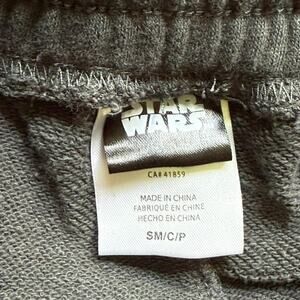 STAR
WARS
CA# 41859
MADE IN CHINA
FABRIQUÉ EN CHINE
HECHO EN CHINA
SM/C/P